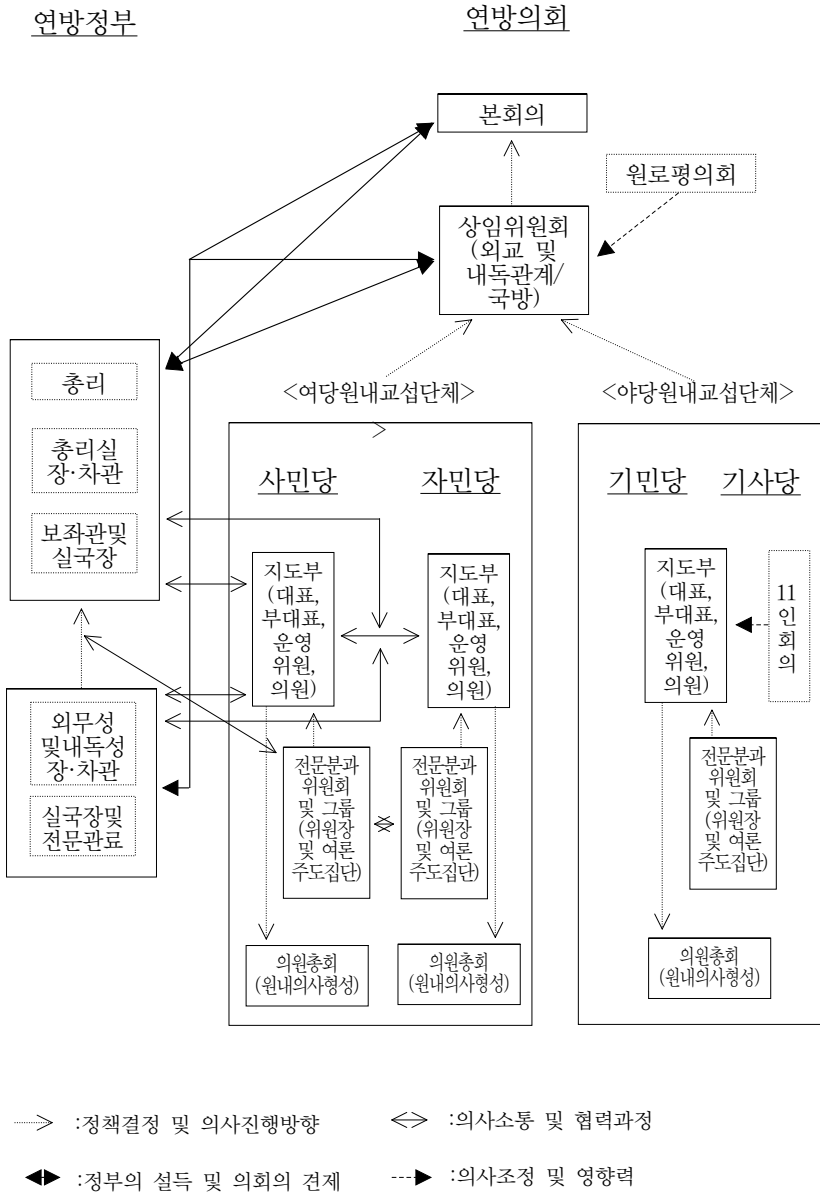 연방정부
연방의회
본회의
원로평의회
상임위원회
(외교 및
내독관계/
국방)
총리
총리실
장·차관
보좌관및
실국장
외무성
및내독성
장·차관
실국장및
전문관료
<여당원내교섭단체>
사민당
자민당
지도부
(대표,
부대표,
운영
위원,
의원)
지도부
(대표,
부대표,
운영
위원,
의원)
전문분과
위원회
및 그룹
(위원장
및 여론
주도집단)
전문분과
위원회
및 그룹
(위원장
및 여론
주도집단)
의원총회
(원내의사형성)
의원총회
(원내의사형성)
<야당원내교섭단체>
기민당
기사당
지도부
(대표,
부대표,
운영
위원,
의원)
11
인
회
의
전문분과
위원회
및 그룹
(위원장
및 여론
주도집단)
의원총회
(원내의사형성)
:정책결정 및 의사진행방향
:의사소통 및 협력과정
:정부의 설득 및 의회의 견제
:의사조정 및 영향력